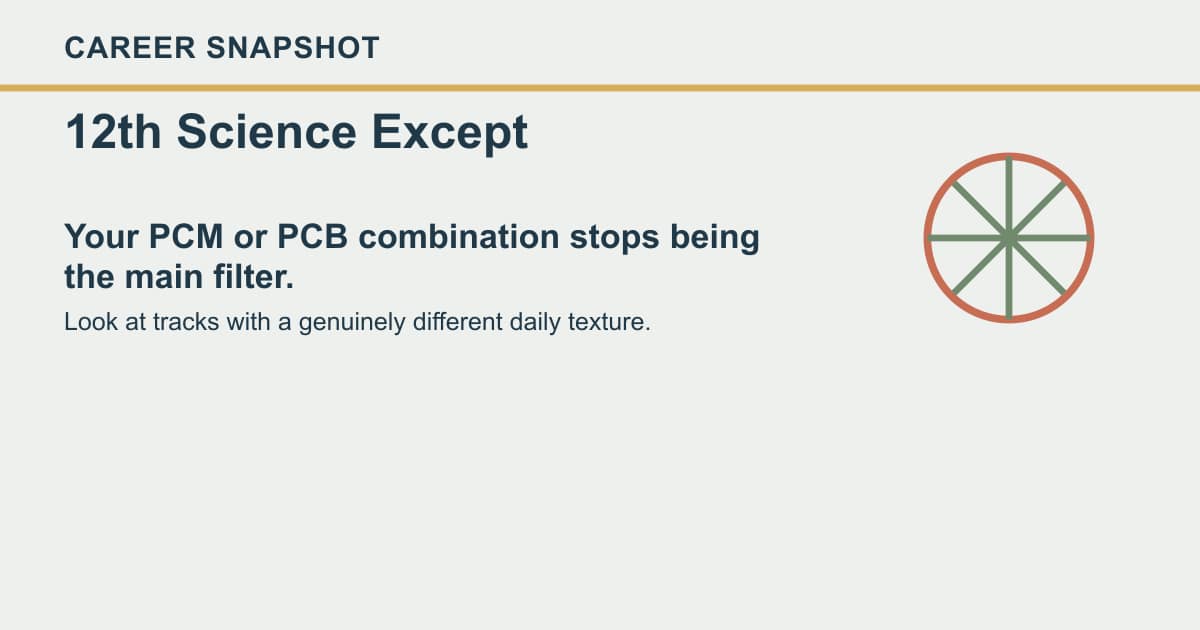 CAREER SNAPSHOT
12th Science Except
Your PCM or PCB combination stops being
the main filter.
Look at tracks with a genuinely different daily texture.